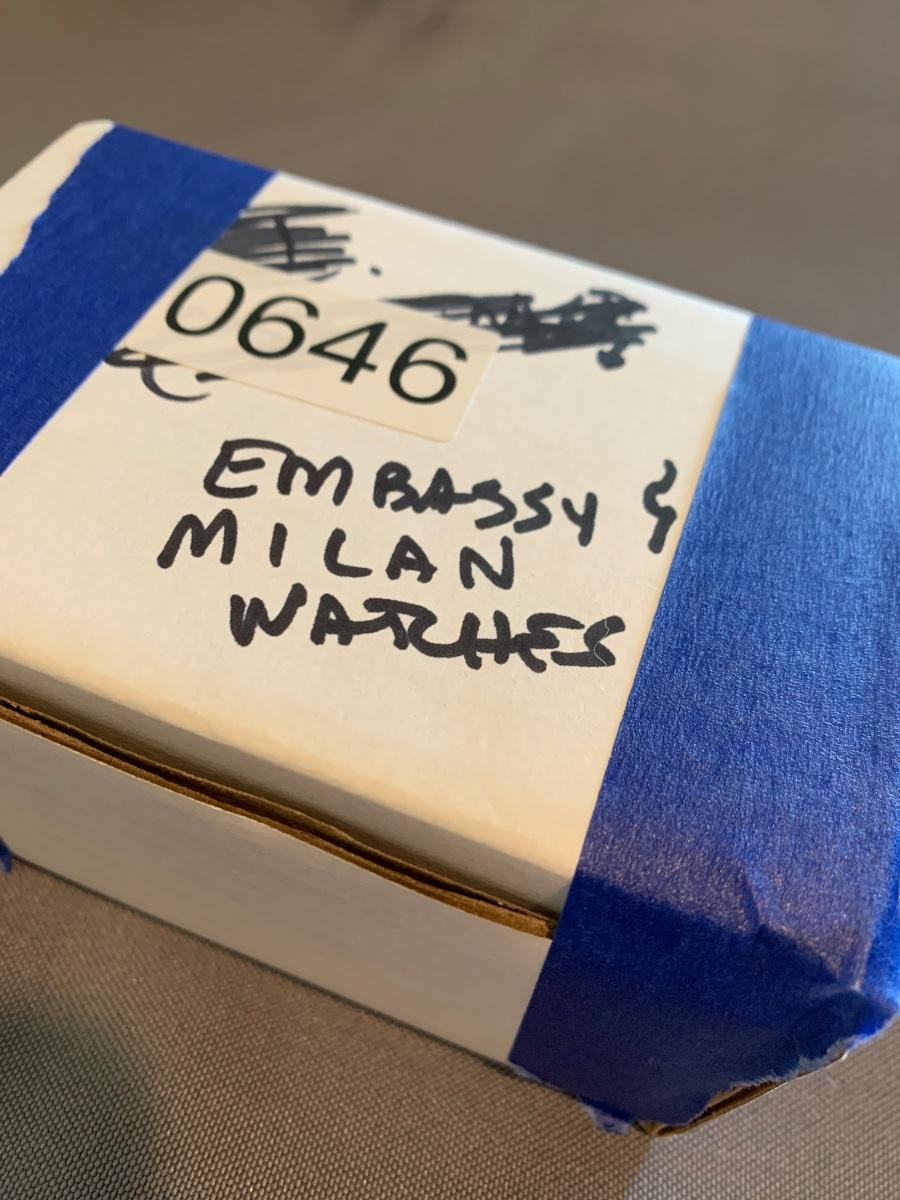 0646
EMBASSY &
MILAN
WATCHES